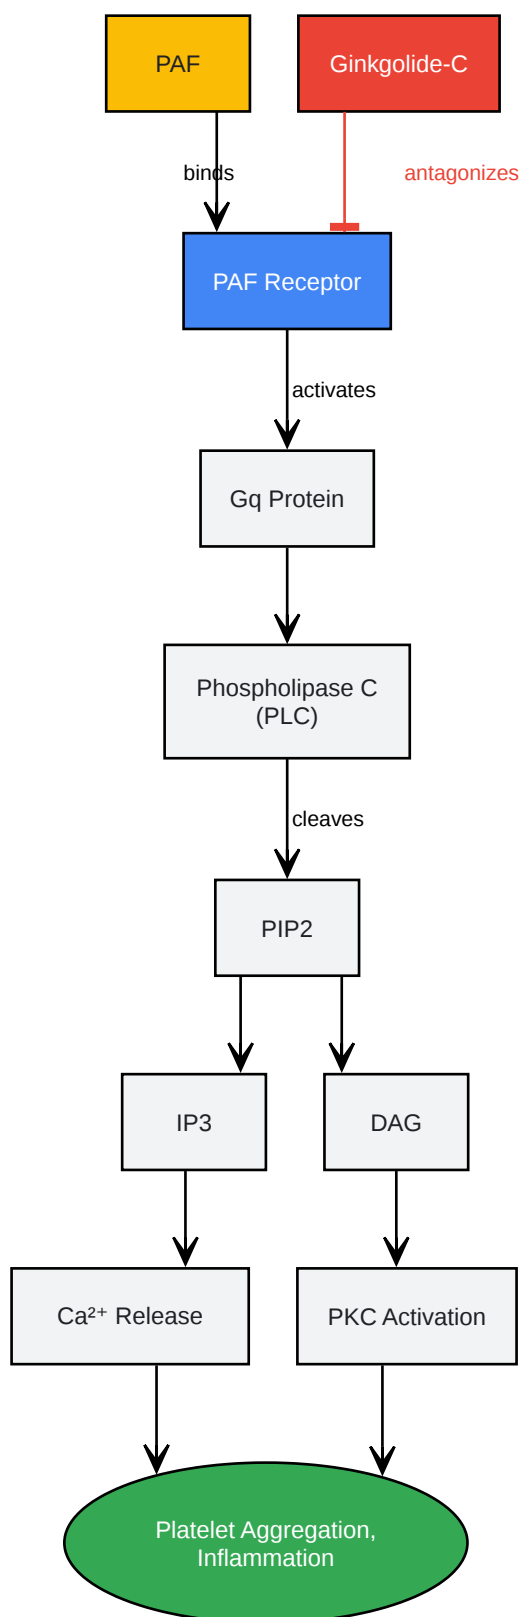 PAF
Ginkgolide-C
binds
antagonizes
PAF Receptor
activates
Gq Protein
Phospholipase C
(PLC)
cleaves
PIP2
IP3
DAG
Ca²⁺ Release
PKC Activation
Platelet Aggregation,
Inflammation